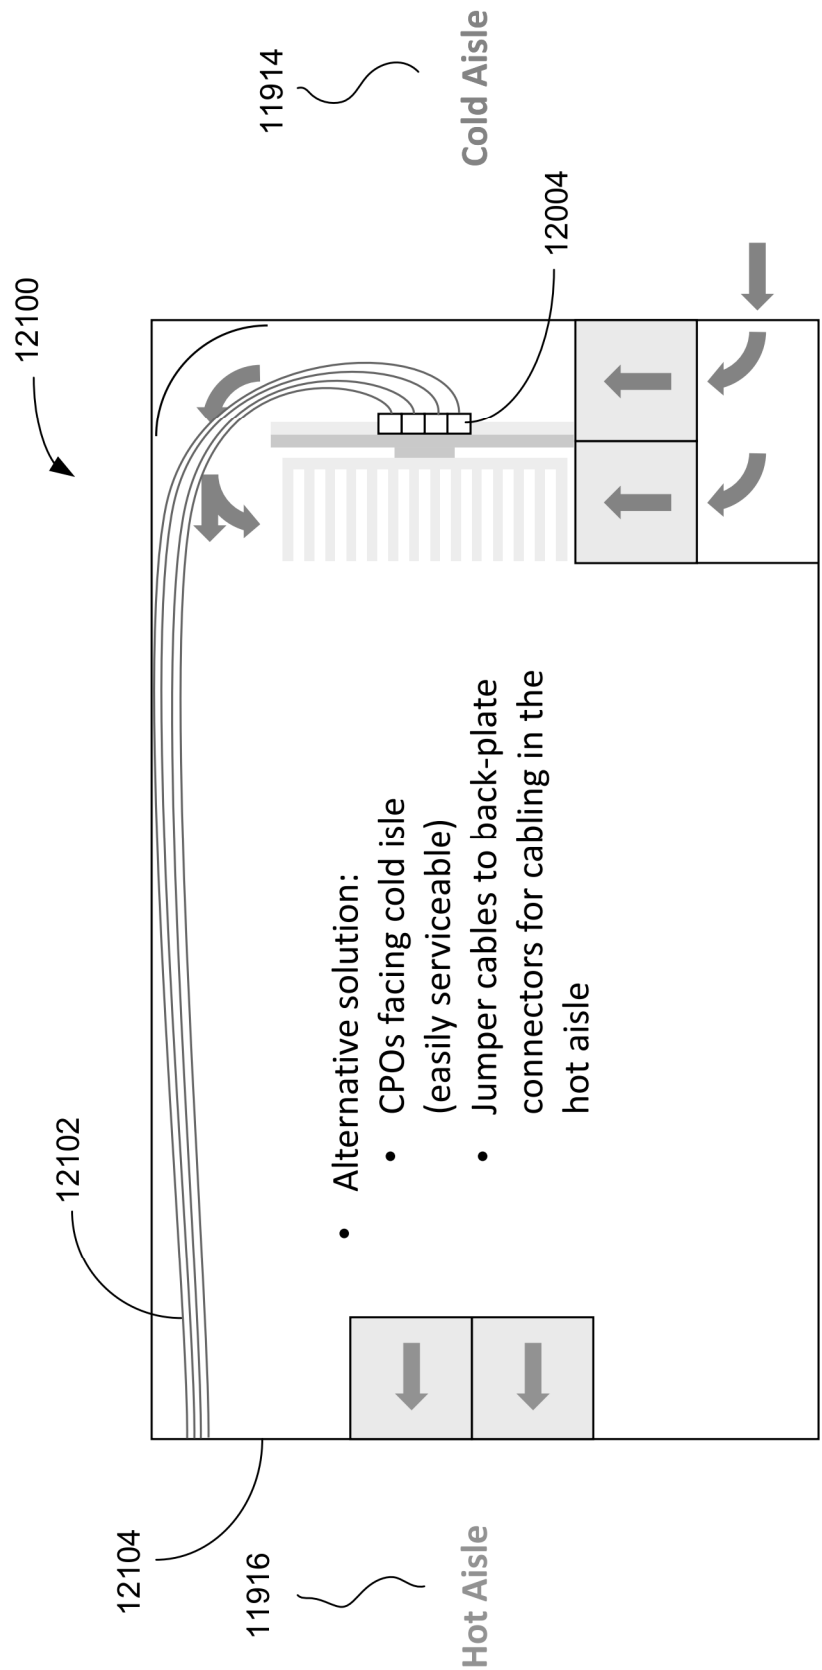 12100
12102
12104
11916
11914
Hot Aisle
Cold Aisle
12004
• Alternative solution:
• CPOs facing cold isle
(easily serviceable)
• Jumper cables to back-plate
connectors for cabling in the
hot aisle